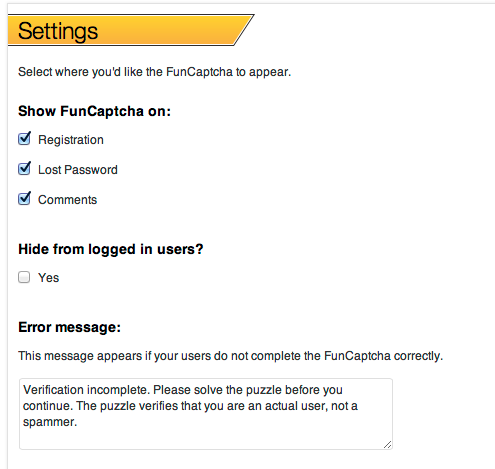 Settings
Select where you'd like the FunCaptcha to appear.
Show FunCaptcha on:
Registration
Lost Password
Comments
Hide from logged in users?
Yes
Error message:
This message appears if your users do not complete the FunCaptcha correctly.
Verification incomplete. Please solve the puzzle before you
continue. The puzzle verifies that you are an actual user, not a
spammer.